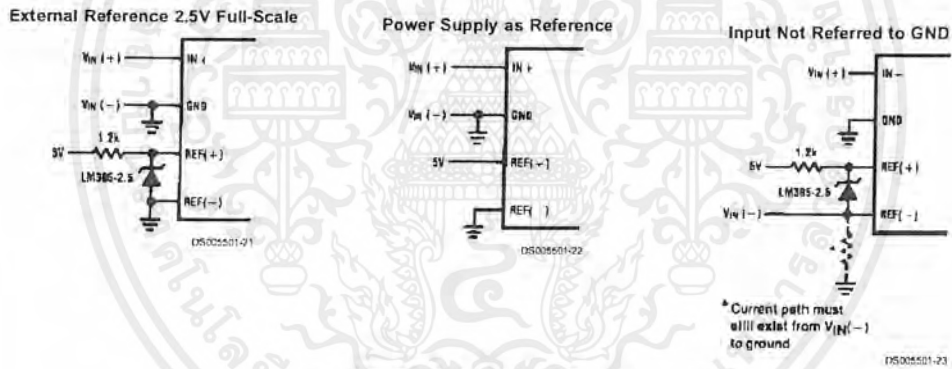 External Reference 2.5V Full-Scale
VIN(+)
IN+
VIN(−)
GND
1.2k
5V
REF(+)
LM385-2.5
REF(−)
DS005501-21
Power Supply as Reference
VIN(+)
IN+
VIN(−)
GND
5V
REF(+)
REF( )
DS005501-22
Input Not Referred to GND
VIN(+)
IN−
GND
1.2k
5V
REF(+)
LM385-2.5
VIN(−)
REF(−)
*
* Current path must
still exist from VIN(−)
to ground
DS005501-23